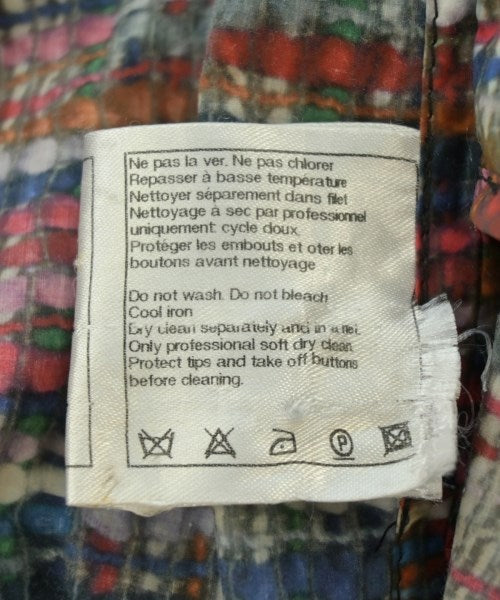 Ne pas la ver. Ne pas chlorer
Repasser à basse température
Nettoyer séparement dans filet
Nettoyage à sec par professionnel
uniquement: cycle doux
Protéger les embouts et oter les
boutons avant nettoyage
Do not wash. Do not bleach
Cool iron
Dry clean separately and in a net.
Only professional soft dry clean
Protect tips and take off buttons
before cleaning.
P